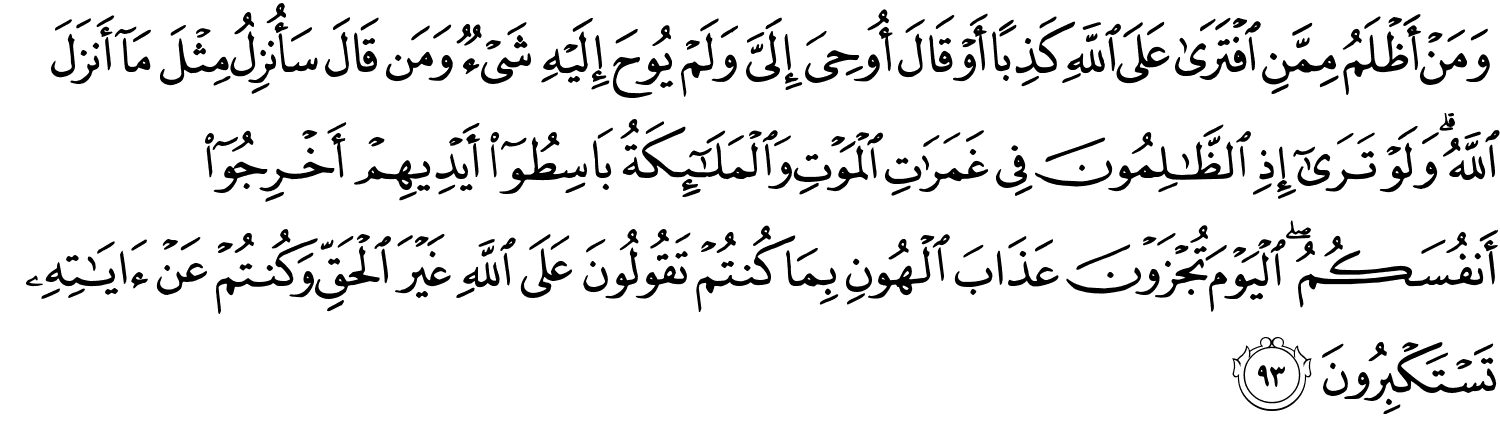 وَمَنْ أَظْلَمُ مِمَّنِ ٱفْتَرَىٰ عَلَى ٱللَّهِ كَذِبًا أَوْ قَالَ أُوحِىَ إِلَىَّ وَلَمْ يُوحَ إِلَيْهِ شَىْءٌ وَمَن قَالَ سَأُنزِلُ مِثْلَ مَآ أَنزَلَ
ٱللَّهُ ۗ وَلَوْ تَرَىٰٓ إِذِ ٱلظَّٰلِمُونَ فِى غَمَرَٰتِ ٱلْمَوْتِ وَٱلْمَلَٰٓئِكَةُ بَاسِطُوٓا۟ أَيْدِيهِمْ أَخْرِجُوٓا۟
أَنفُسَكُمُ ۖ ٱلْيَوْمَ تُجْزَوْنَ عَذَابَ ٱلْهُونِ بِمَا كُنتُمْ تَقُولُونَ عَلَى ٱللَّهِ غَيْرَ ٱلْحَقِّ وَكُنتُمْ عَنْ ءَايَٰتِهِۦ
تَسْتَكْبِرُونَ ٩٣